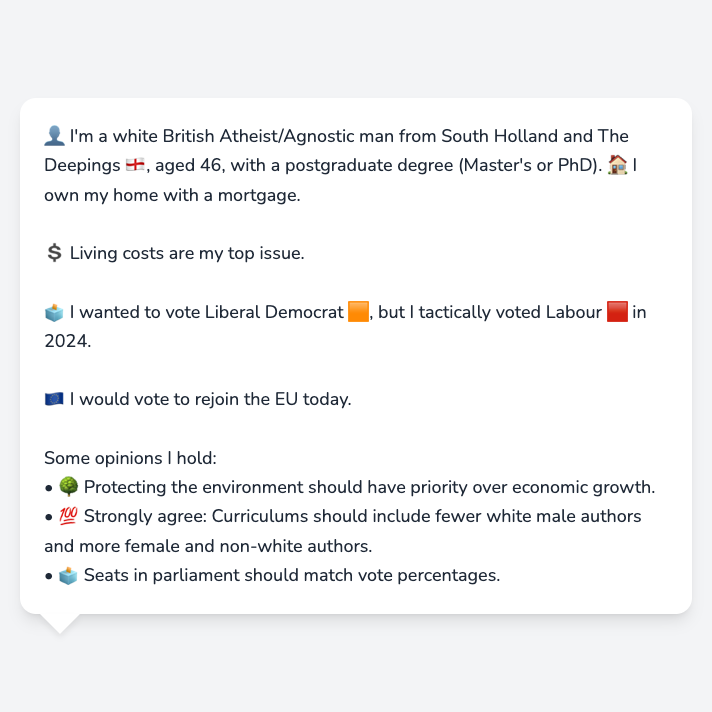 👤 I'm a white British Atheist/Agnostic man from South Holland and The
Deepings 🏴󠁧󠁢󠁥󠁮󠁧󠁿, aged 46, with a postgraduate degree (Master's or PhD). 🏠 I
own my home with a mortgage.
💲 Living costs are my top issue.
🗳️ I wanted to vote Liberal Democrat 🟧, but I tactically voted Labour 🟥 in
2024.
🇪🇺 I would vote to rejoin the EU today.
Some opinions I hold:
• 🌳 Protecting the environment should have priority over economic growth.
• 💯 Strongly agree: Curriculums should include fewer white male authors
and more female and non-white authors.
• 🗳️ Seats in parliament should match vote percentages.